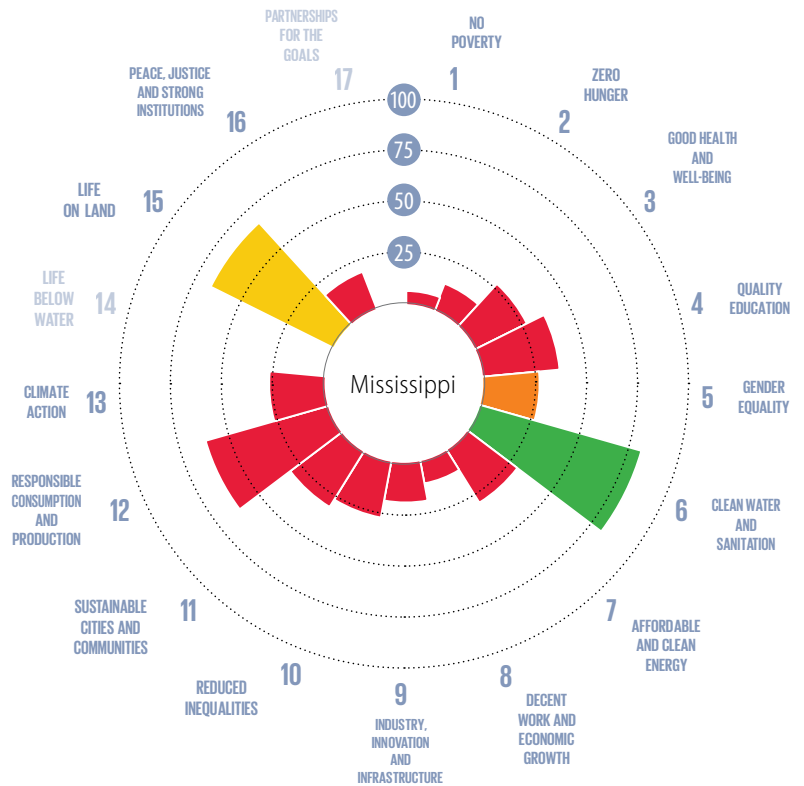 NO
POVERTY
1
ZERO
HUNGER
2
GOOD HEALTH
AND
WELL-BEING
3
QUALITY
EDUCATION
4
GENDER
EQUALITY
5
CLEAN WATER
AND
SANITATION
6
AFFORDABLE
AND CLEAN
ENERGY
7
DECENT
WORK AND
ECONOMIC
GROWTH
8
INDUSTRY,
INNOVATION
AND
INFRASTRUCTURE
9
REDUCED
INEQUALITIES
10
SUSTAINABLE
CITIES AND
COMMUNITIES
11
RESPONSIBLE
CONSUMPTION
AND
PRODUCTION
12
CLIMATE
ACTION
13
LIFE
BELOW
WATER
14
LIFE
ON LAND
15
PEACE, JUSTICE
AND STRONG
INSTITUTIONS
16
PARTNERSHIPS
FOR THE
GOALS
17
100
75
50
25
Mississippi